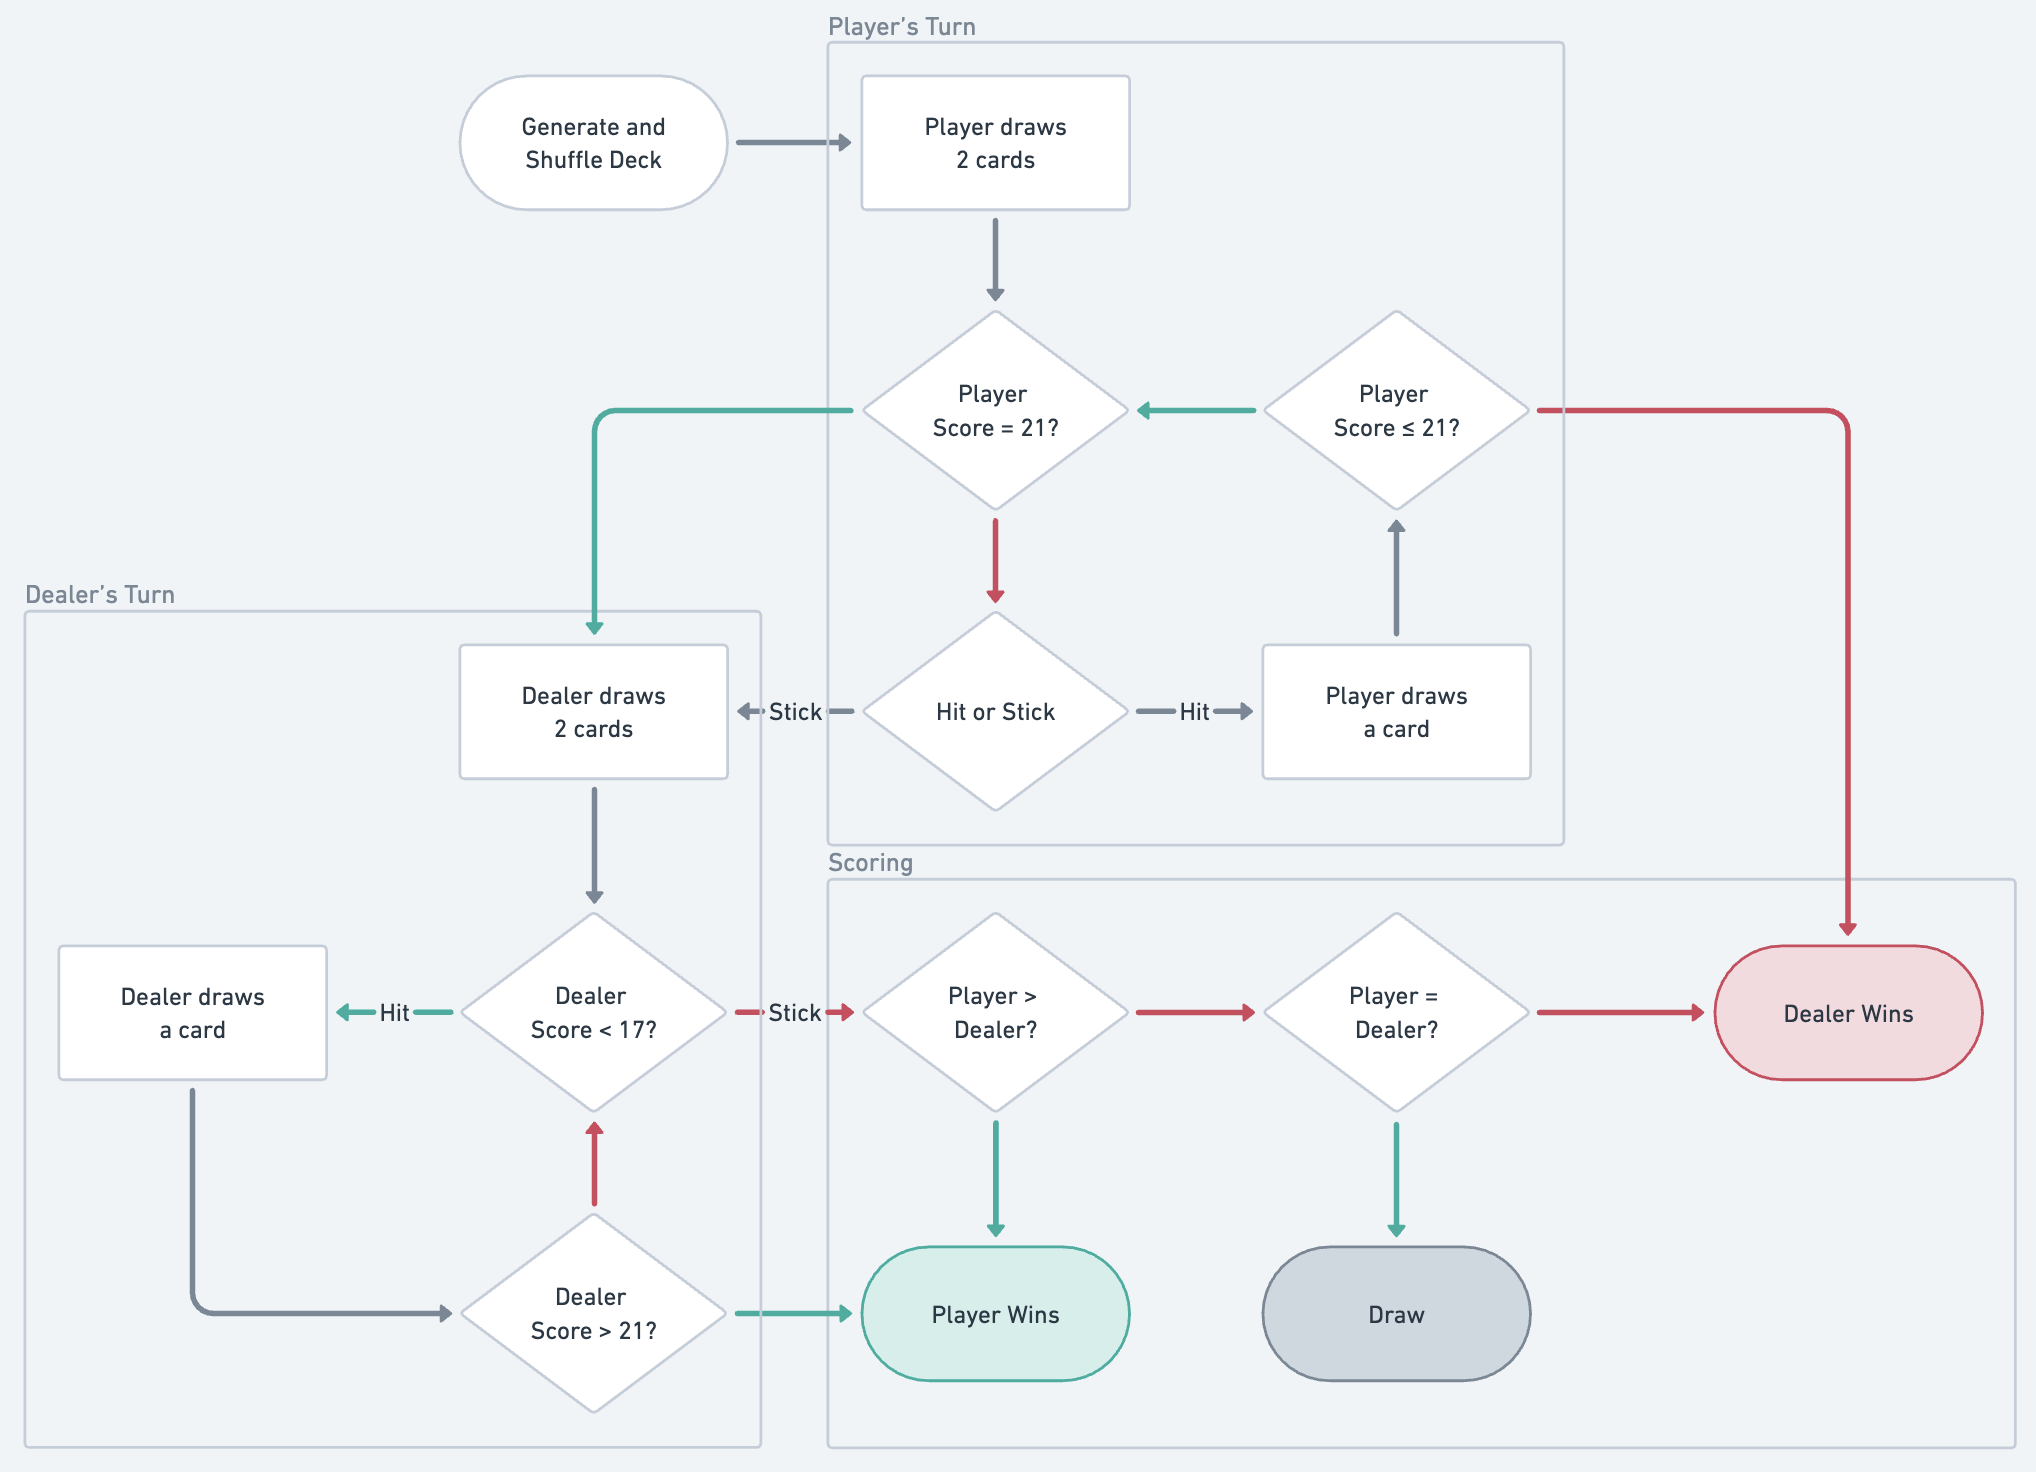 Player’s Turn
Generate and
Shuffle Deck
Player draws
2 cards
Player
Score = 21?
Player
Score ≤ 21?
Hit or Stick
Hit
Player draws
a card
Stick
Dealer’s Turn
Dealer draws
2 cards
Dealer
Score < 17?
Hit
Dealer draws
a card
Dealer
Score > 21?
Stick
Scoring
Player >
Dealer?
Player =
Dealer?
Dealer Wins
Player Wins
Draw